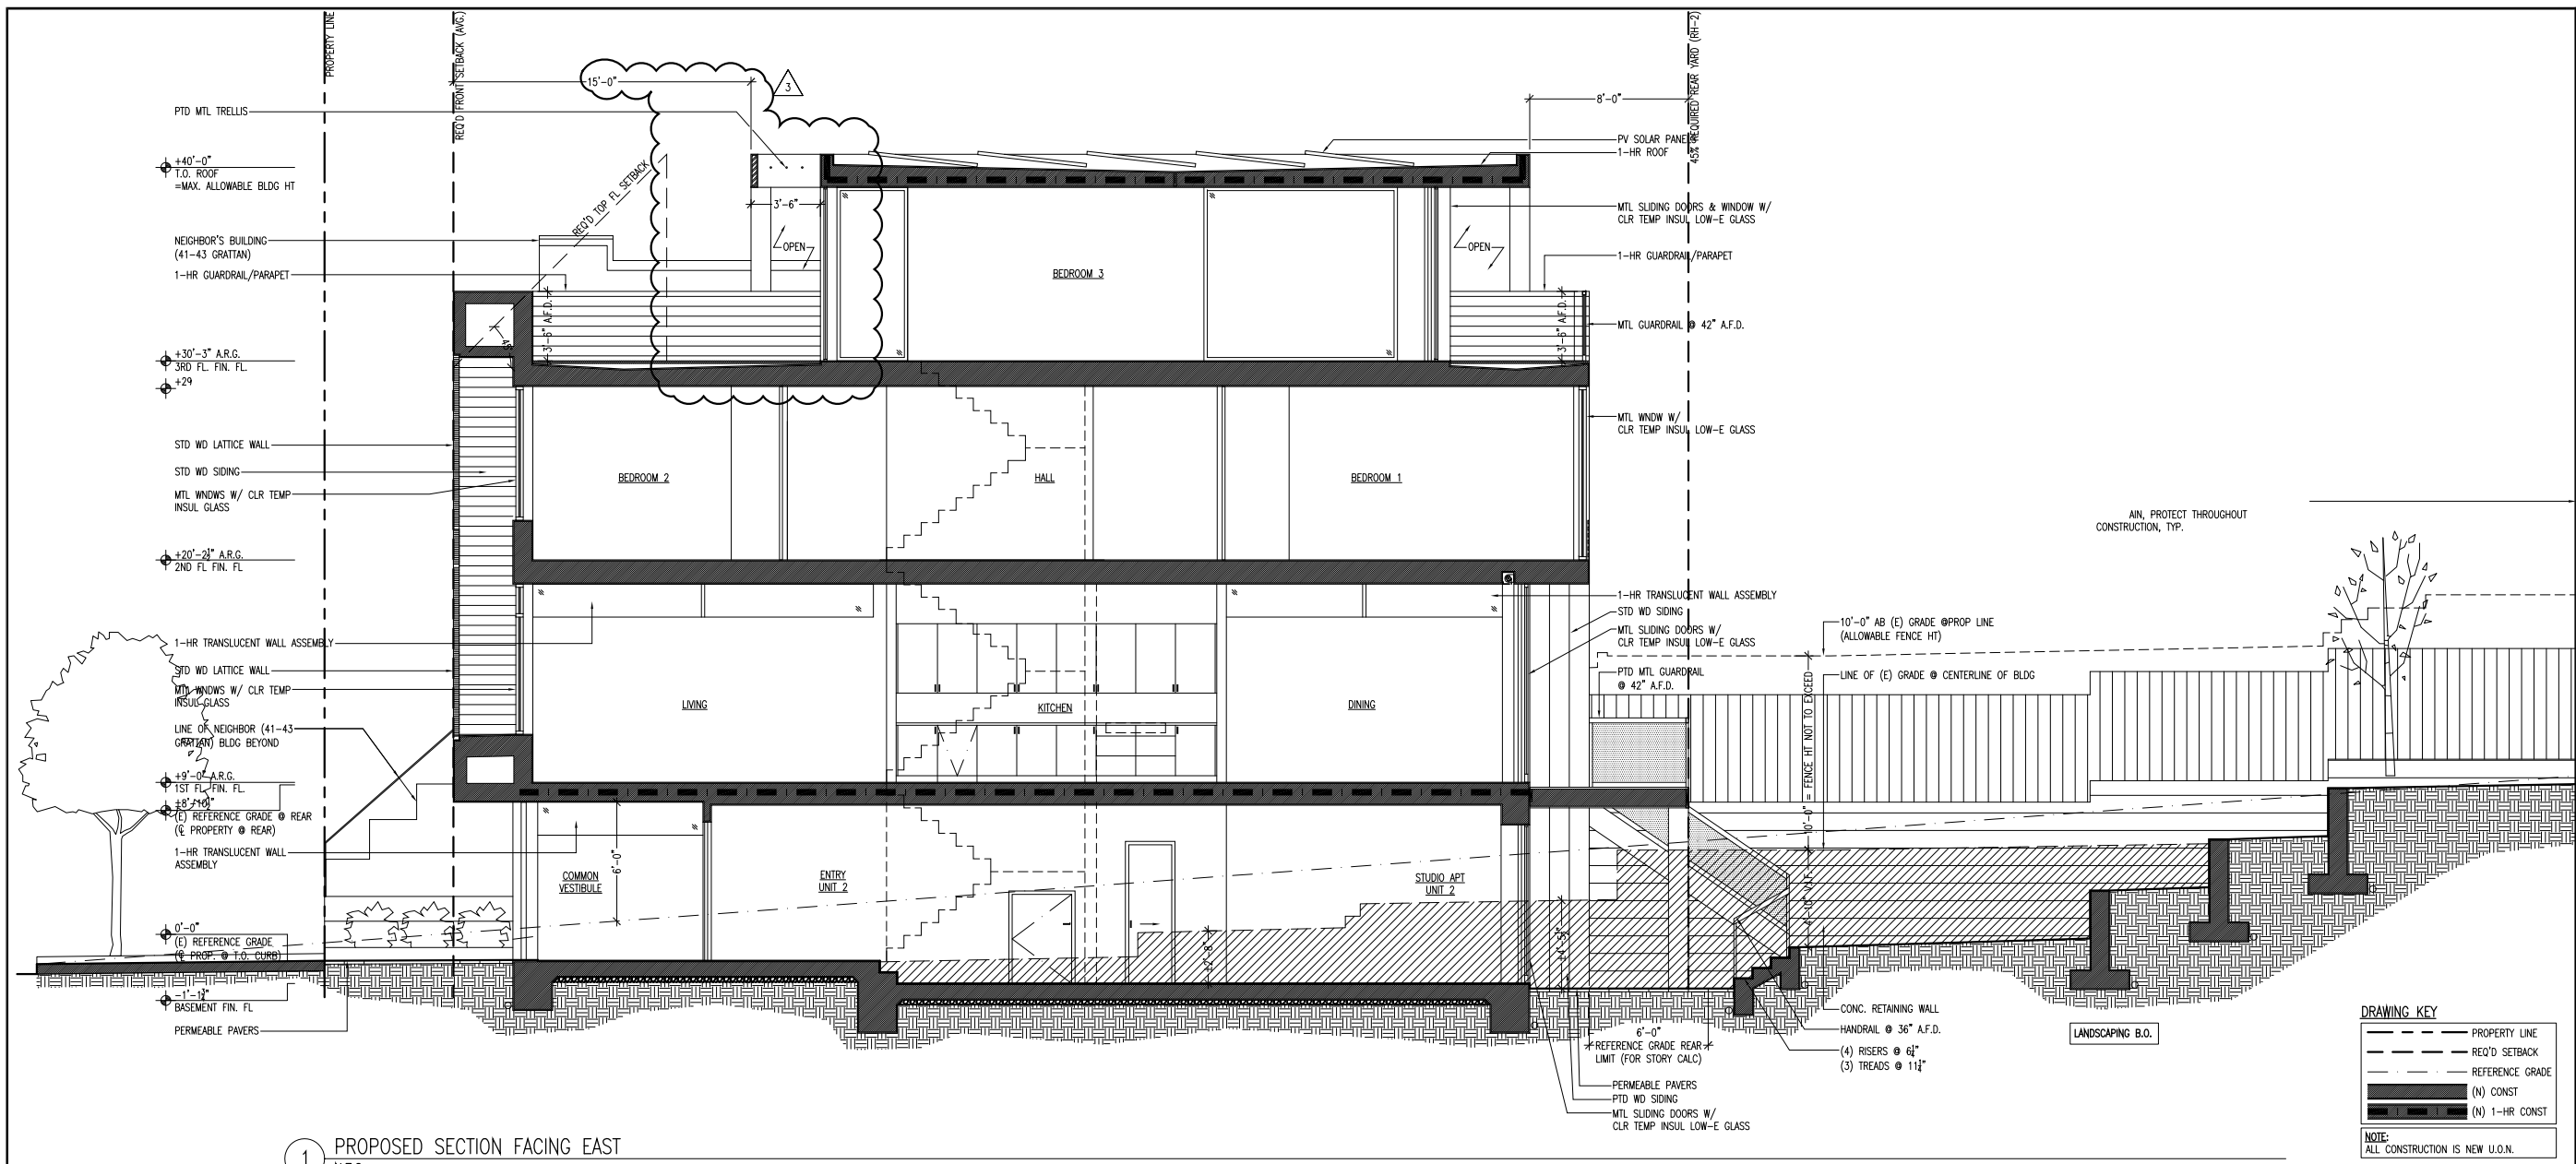 PROPERTY LINE
REQ'D FRONT SETBACK (AVG.)
15'-0"
3
8'-0"
45% REQUIRED REAR YARD (RH-2)
PTD MTL TRELLIS
+40'-0"
T.O. ROOF
=MAX. ALLOWABLE BLDG HT
NEIGHBOR'S BUILDING
(41-43 GRATTAN)
1-HR GUARDRAIL/PARAPET
+30'-3" A.R.G.
3RD FL. FIN. FL.
+29
STD WD LATTICE WALL
STD WD SIDING
MTL WNDWS W/ CLR TEMP
INSUL GLASS
+20'-2½" A.R.G.
2ND FL FIN. FL
1-HR TRANSLUCENT WALL ASSEMBLY
STD WD LATTICE WALL
MTL WNDWS W/ CLR TEMP
INSUL GLASS
LINE OF NEIGHBOR (41-43
GRATTAN) BLDG BEYOND
+9'-0" A.R.G.
1ST FL. FIN. FL.
(E) REFERENCE GRADE @ REAR
(℄ PROPERTY @ REAR)
1-HR TRANSLUCENT WALL
ASSEMBLY
0'-0"
(E) REFERENCE GRADE
(℄ PROP. @ T.O. CURB)
BASEMENT FIN. FL
PERMEABLE PAVERS
REQ'D TOP FL SETBACK
3'-6"
OPEN
3'-6" A.F.D.
BEDROOM 3
OPEN
3'-6" A.F.D.
BEDROOM 2
HALL
BEDROOM 1
LIVING
KITCHEN
DINING
COMMON
VESTIBULE
6'-0"
ENTRY
UNIT 2
STUDIO APT
UNIT 2
±2'-8"
PV SOLAR PANELS
1-HR ROOF
MTL SLIDING DOORS & WINDOW W/
CLR TEMP INSUL LOW-E GLASS
1-HR GUARDRAIL/PARAPET
MTL GUARDRAIL @ 42" A.F.D.
MTL WNDW W/
CLR TEMP INSUL LOW-E GLASS
1-HR TRANSLUCENT WALL ASSEMBLY
STD WD SIDING
MTL SLIDING DOORS W/
CLR TEMP INSUL LOW-E GLASS
PTD MTL GUARDRAIL
@ 42" A.F.D.
10'-0" AB (E) GRADE @PROP LINE
(ALLOWABLE FENCE HT)
LINE OF (E) GRADE @ CENTERLINE OF BLDG
10'-0" = FENCE HT NOT TO EXCEED
4'-10" V.I.F.
AIN, PROTECT THROUGHOUT
CONSTRUCTION, TYP.
CONC. RETAINING WALL
HANDRAIL @ 36" A.F.D.
(4) RISERS @
(3) TREADS @
6'-0"
REFERENCE GRADE REAR
LIMIT (FOR STORY CALC)
PERMEABLE PAVERS
PTD WD SIDING
MTL SLIDING DOORS W/
CLR TEMP INSUL LOW-E GLASS
LANDSCAPING B.O.
DRAWING KEY
PROPERTY LINE
REQ'D SETBACK
REFERENCE GRADE
(N) CONST
(N) 1-HR CONST
NOTE:
ALL CONSTRUCTION IS NEW U.O.N.
1 PROPOSED SECTION FACING EAST